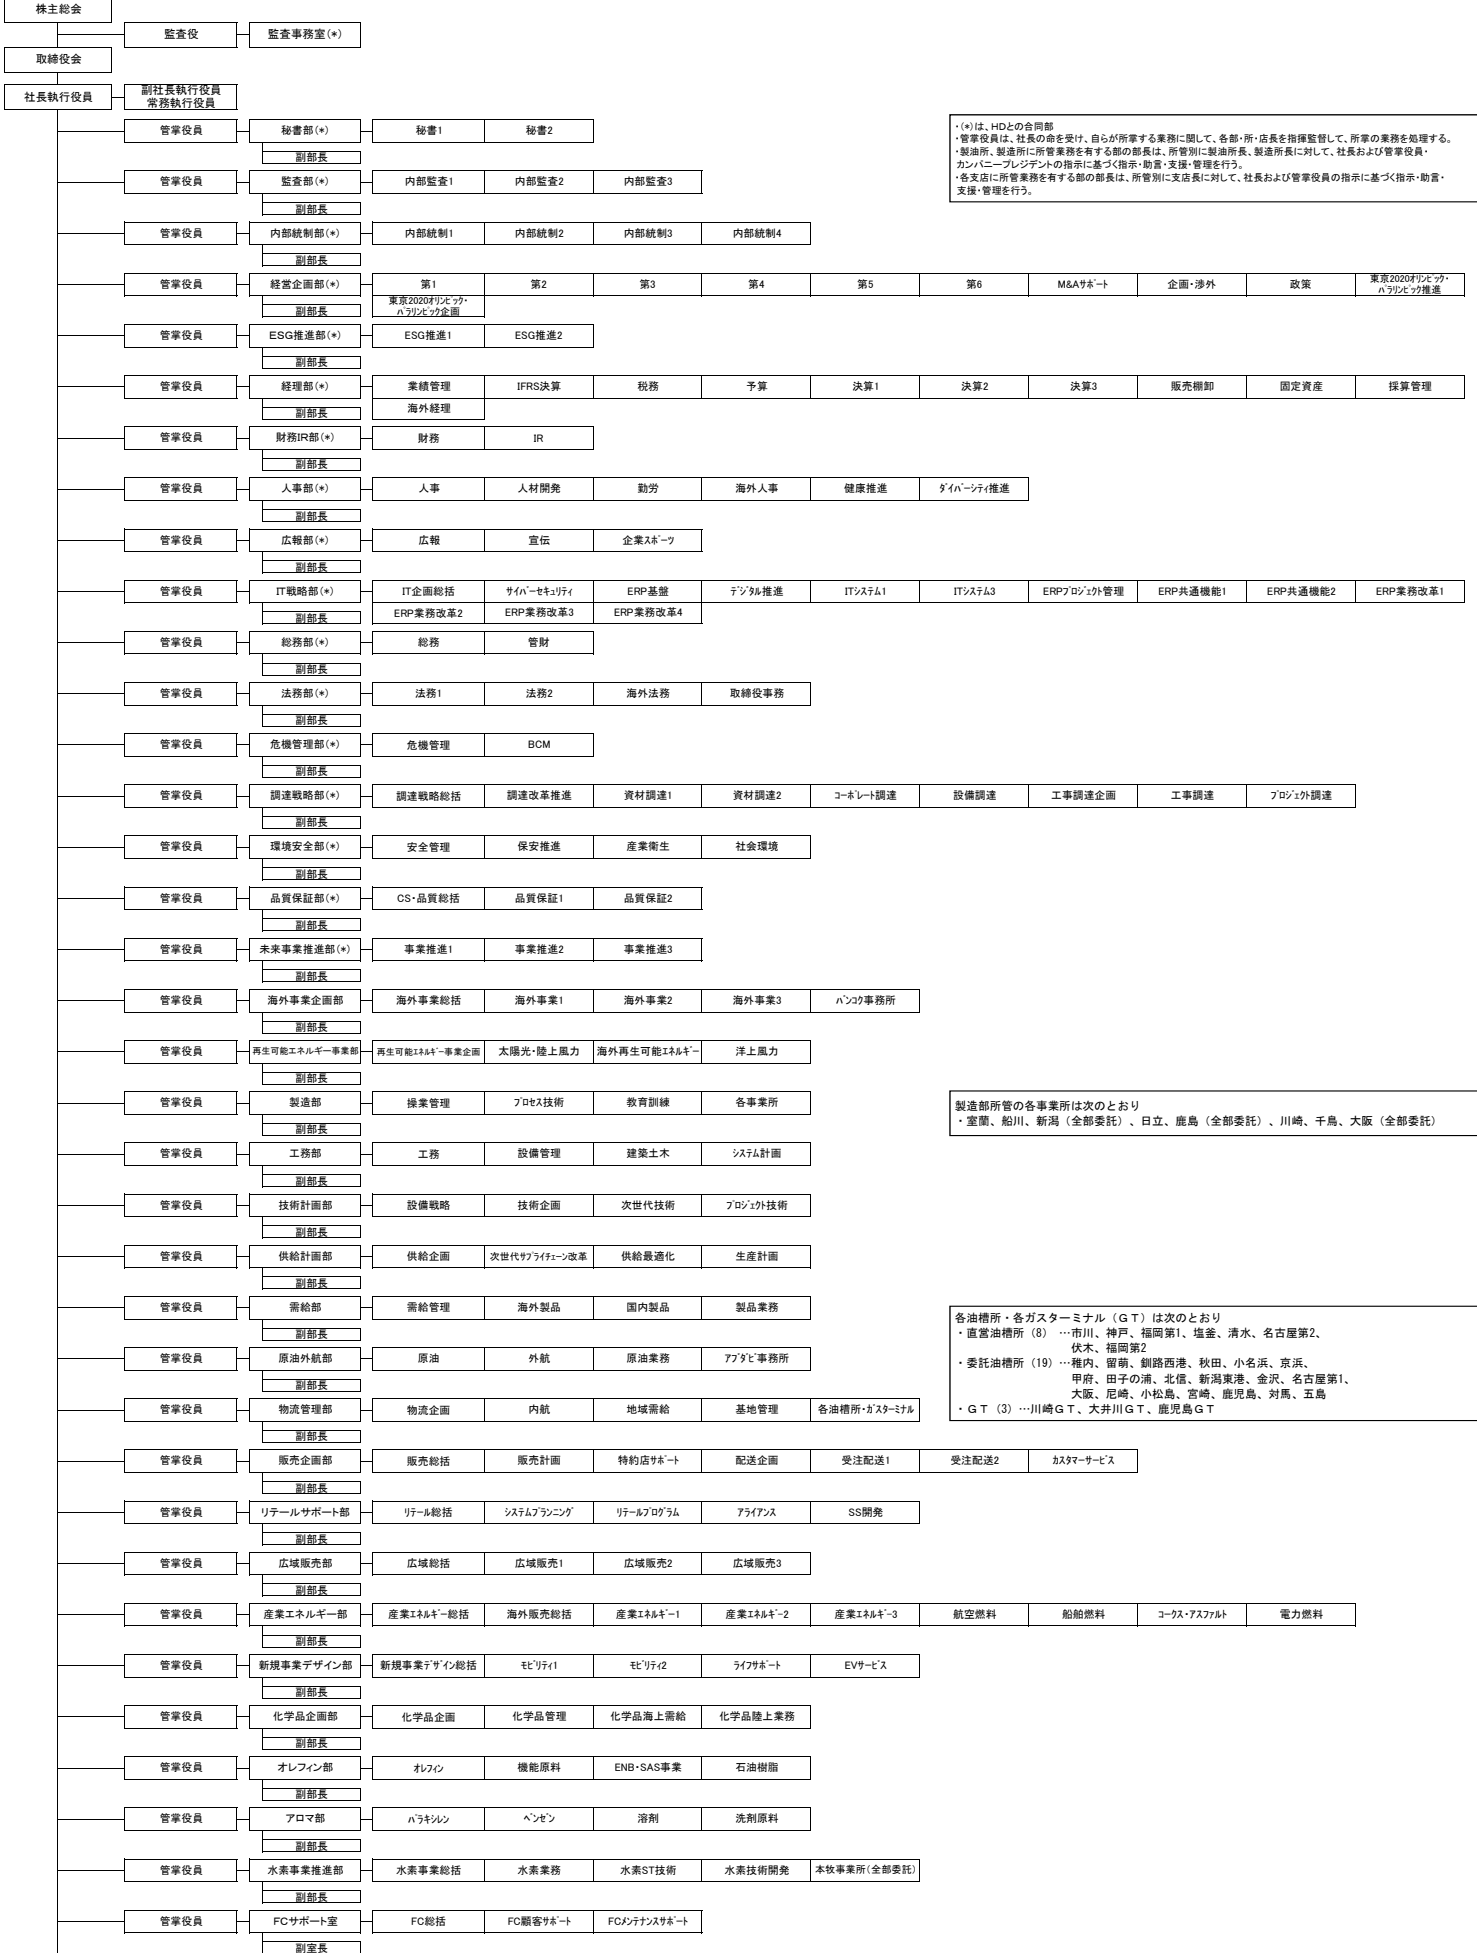 株主総会
監査役 監査事務室(*)
取締役会
社長執行役員 副社長執行役員
常務執行役員
管掌役員 秘書部(*) 秘書1 秘書2
副部長
・(*)は、HDとの合同部
・管掌役員は、社長の命を受け、自らが所掌する業務に関して、各部・所・店長を指揮監督して、所掌の業務を処理する。
・製油所、製造所に所管業務を有する部の部長は、所管別に製油所長、製造所長に対して、社長および管掌役員・
カンパニープレジデントの指示に基づく指示・助言・支援・管理を行う。
・各支店に所管業務を有する部の部長は、所管別に支店長に対して、社長および管掌役員の指示に基づく指示・助言・
支援・管理を行う。
管掌役員 監査部(*) 内部監査1 内部監査2 内部監査3
副部長
管掌役員 内部統制部(*) 内部統制1 内部統制2 内部統制3 内部統制4
副部長
管掌役員 経営企画部(*) 第1 第2 第3 第4 第5 第6 M&Aサポート 企画・渉外 政策 東京2020オリンピック・
パラリンピック推進
副部長 東京2020オリンピック・
パラリンピック企画
管掌役員 ESG推進部(*) ESG推進1 ESG推進2
副部長
管掌役員 経理部(*) 業績管理 IFRS決算 税務 予算 決算1 決算2 決算3 販売棚卸 固定資産 採算管理
副部長 海外経理
管掌役員 財務IR部(*) 財務 IR
副部長
管掌役員 人事部(*) 人事 人材開発 勤労 海外人事 健康推進 ダイバーシティ推進
副部長
管掌役員 広報部(*) 広報 宣伝 企業スポーツ
副部長
管掌役員 IT戦略部(*) IT企画総括 サイバーセキュリティ ERP基盤 デジタル推進 ITシステム1 ITシステム3 ERPプロジェクト管理 ERP共通機能1 ERP共通機能2 ERP業務改革1
副部長 ERP業務改革2 ERP業務改革3 ERP業務改革4
管掌役員 総務部(*) 総務 管財
副部長
管掌役員 法務部(*) 法務1 法務2 海外法務 取締役事務
副部長
管掌役員 危機管理部(*) 危機管理 BCM
副部長
管掌役員 調達戦略部(*) 調達戦略総括 調達改革推進 資材調達1 資材調達2 コーポレート調達 設備調達 工事調達企画 工事調達 プロジェクト調達
副部長
管掌役員 環境安全部(*) 安全管理 保安推進 産業衛生 社会環境
副部長
管掌役員 品質保証部(*) CS・品質総括 品質保証1 品質保証2
副部長
管掌役員 未来事業推進部(*) 事業推進1 事業推進2 事業推進3
副部長
管掌役員 海外事業企画部 海外事業総括 海外事業1 海外事業2 海外事業3 バンコク事務所
副部長
管掌役員 再生可能エネルギー事業部 再生可能エネルギー事業企画 太陽光・陸上風力 海外再生可能エネルギー 洋上風力
副部長
管掌役員 製造部 操業管理 プロセス技術 教育訓練 各事業所
副部長
製造部所管の各事業所は次のとおり
・室蘭、船川、新潟（全部委託）、日立、鹿島（全部委託）、川崎、千鳥、大阪（全部委託）
管掌役員 工務部 工務 設備管理 建築土木 システム計画
副部長
管掌役員 技術計画部 設備戦略 技術企画 次世代技術 プロジェクト技術
副部長
管掌役員 供給計画部 供給企画 次世代サプライチェーン改革 供給最適化 生産計画
副部長
管掌役員 需給部 需給管理 海外製品 国内製品 製品業務
副部長
各油槽所・各ガスターミナル（ＧＴ）は次のとおり
・直営油槽所（8）…市川、神戸、福岡第1、塩釜、清水、名古屋第2、
伏木、福岡第2
・委託油槽所（19）…稚内、留萌、釧路西港、秋田、小名浜、京浜、
甲府、田子の浦、北信、新潟東港、金沢、名古屋第1、
大阪、尼崎、小松島、宮崎、鹿児島、対馬、五島
・ＧＴ（3）…川崎ＧＴ、大井川ＧＴ、鹿児島ＧＴ
管掌役員 原油外航部 原油 外航 原油業務 アブダビ事務所
副部長
管掌役員 物流管理部 物流企画 内航 地域需給 基地管理 各油槽所・ガスターミナル
副部長
管掌役員 販売企画部 販売総括 販売計画 特約店サポート 配送企画 受注配送1 受注配送2 カスタマーサービス
副部長
管掌役員 リテールサポート部 リテール総括 システムプランニング リテールプログラム アライアンス SS開発
副部長
管掌役員 広域販売部 広域総括 広域販売1 広域販売2 広域販売3
副部長
管掌役員 産業エネルギー部 産業エネルギー総括 海外販売総括 産業エネルギー1 産業エネルギー2 産業エネルギー3 航空燃料 船舶燃料 コークス・アスファルト 電力燃料
副部長
管掌役員 新規事業デザイン部 新規事業デザイン総括 モビリティ1 モビリティ2 ライフサポート EVサービス
副部長
管掌役員 化学品企画部 化学品企画 化学品管理 化学品海上需給 化学品陸上業務
副部長
管掌役員 オレフィン部 オレフィン 機能原料 ENB・SAS事業 石油樹脂
副部長
管掌役員 アロマ部 パラキシレン ベンゼン 溶剤 洗剤原料
副部長
管掌役員 水素事業推進部 水素事業総括 水素業務 水素ST技術 水素技術開発 本牧事業所(全部委託)
副部長
管掌役員 FCサポート室 FC総括 FC顧客サポート FCメンテナンスサポート
副室長